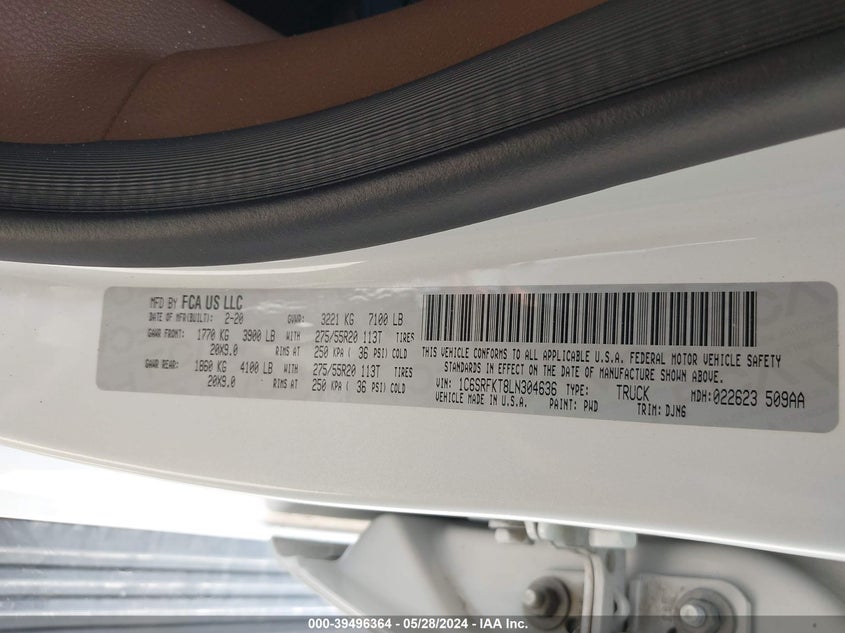 MFD BY FCA US LLC
DATE OF MFR(BUILT): 2-20 GVWR: 3221 KG 7100 LB
GAWR FRONT: 1770 KG 3900 LB WITH 275/55R20 113T TIRES
20X9.0 RIMS AT 250 KPA ( 36 PSI) COLD
GAWR REAR: 1860 KG 4100 LB WITH 275/55R20 113T TIRES
20X9.0 RIMS AT 250 KPA ( 36 PSI) COLD
THIS VEHICLE CONFORMS TO ALL APPLICABLE U.S.A. FEDERAL MOTOR VEHICLE SAFETY
STANDARDS IN EFFECT ON THE DATE OF MANUFACTURE SHOWN ABOVE.
VIN: 1C6SRFKT8LN304636 TYPE: TRUCK MDH: 022623 509AA
VEHICLE MADE IN U.S.A. PAINT: PWD TRIM: DJN6
000-39496364 - 05/28/2024 - IAA Inc.